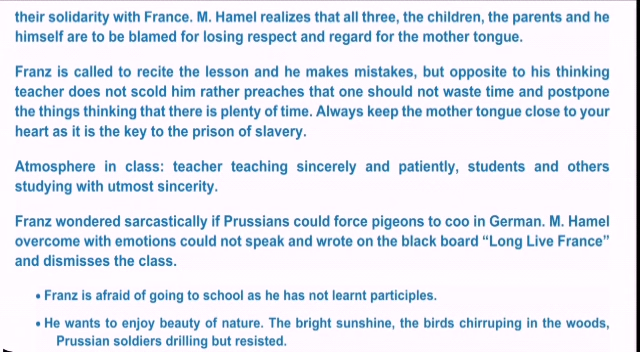 their solidarity with France. M. Hamel realizes that all three, the children, the parents and he
himself are to be blamed for losing respect and regard for the mother tongue.
Franz is called to recite the lesson and he makes mistakes, but opposite to his thinking
teacher does not scold him rather preaches that one should not waste time and postpone
the things thinking that there is plenty of time. Always keep the mother tongue close to your
heart as it is the key to the prison of slavery.
Atmosphere in class: teacher teaching sincerely and patiently, students and others
studying with utmost sincerity.
Franz wondered sarcastically if Prussians could force pigeons to coo in German. M. Hamel
overcome with emotions could not speak and wrote on the black board “Long Live France”
and dismisses the class.
• Franz is afraid of going to school as he has not learnt participles.
• He wants to enjoy beauty of nature. The bright sunshine, the birds chirruping in the woods,
Prussian soldiers drilling but resisted.